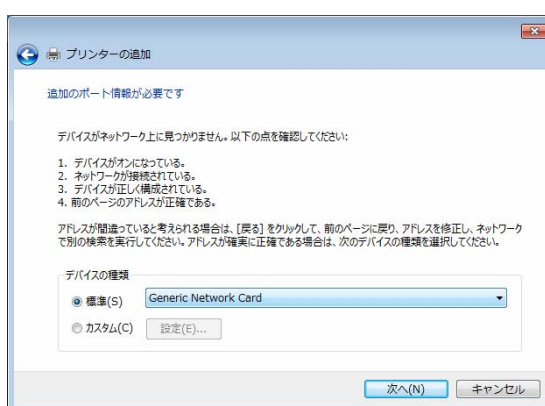 プリンターの追加
追加のポート情報が必要です
デバイスがネットワーク上に見つかりません。以下の点を確認してください:
1. デバイスがオンになっている。
2. ネットワークが接続されている。
3. デバイスが正しく構成されている。
4. 前のページのアドレスが正確である。
アドレスが間違っていると考えられる場合は、[戻る] をクリックして、前のページに戻り、アドレスを修正し、ネットワーク
で別の検索を実行してください。アドレスが確実に正確である場合は、次のデバイスの種類を選択してください。
デバイスの種類
標準(S) Generic Network Card
カスタム(C) 設定(E)...
次へ(N) キャンセル